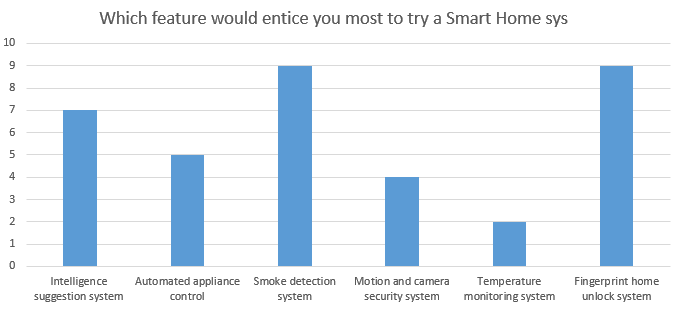 Which feature would entice you most to try a Smart Home sys
10
9
8
7
6
5
4
3
2
1
0
Intelligence
suggestion system
Automated appliance
control
Smoke detection
system
Motion and camera
security system
Temperature
monitoring system
Fingerprint home
unlock system